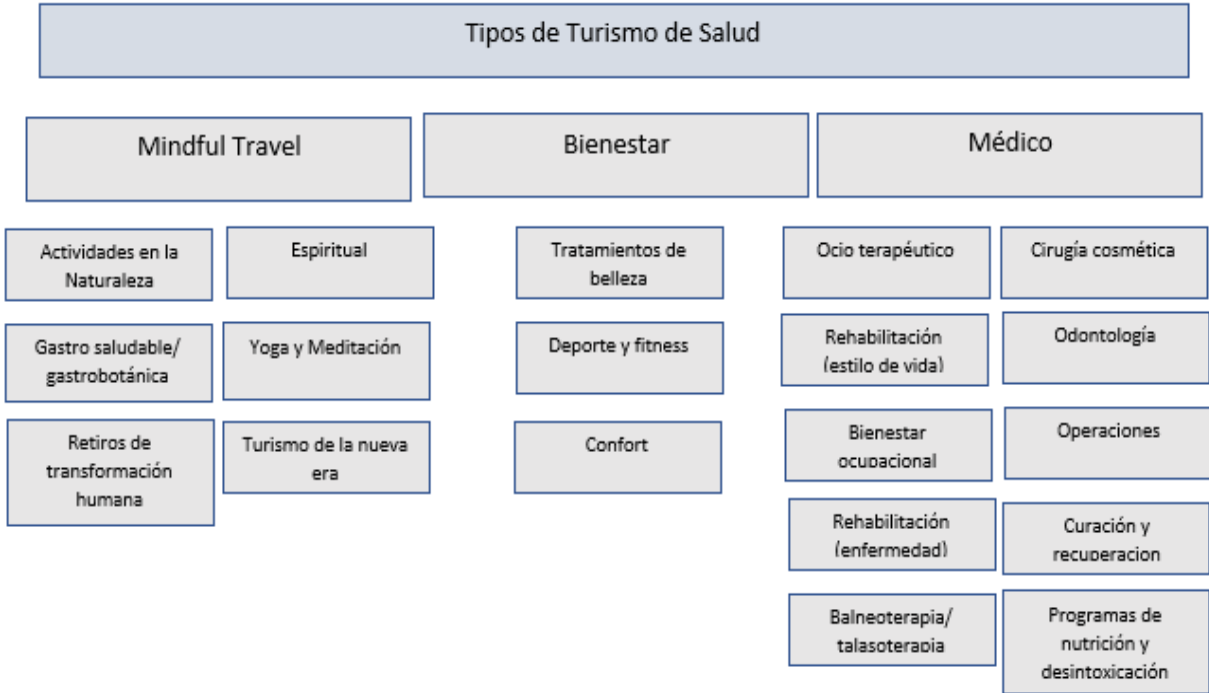 Tipos de Turismo de Salud
Mindful Travel
Bienestar
Médico
Actividades en la
Naturaleza
Espiritual
Tratamientos de
belleza
Ocio terapéutico
Cirugía cosmética
Gastro saludable/
gastrobotánica
Yoga y Meditación
Deporte y fitness
Rehabilitación
(estilo de vida)
Odontología
Retiros de
transformación
humana
Turismo de la nueva
era
Confort
Bienestar
ocupacional
Operaciones
Rehabilitación
(enfermedad)
Curación y
recuperacion
Balneoterapia/
talasoterapia
Programas de
nutrición y
desintoxicación